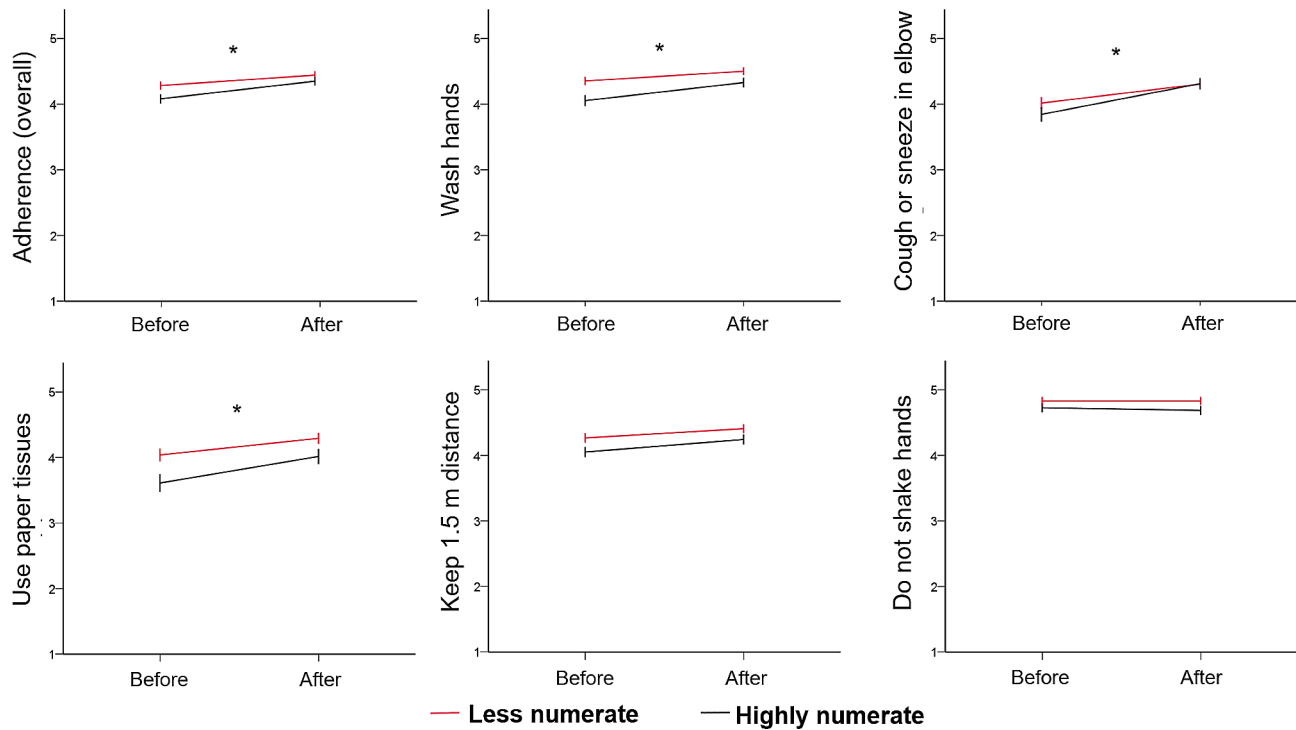 Adherence (overall)
5
4
3
2
1
*
Before After
Wash hands
5
4
3
2
1
*
Before After
Cough or sneeze in elbow
5
4
3
2
1
*
Before After
Use paper tissues
5
4
3
2
1
*
Before After
Keep 1.5 m distance
5
4
3
2
1
Before After
Do not shake hands
5
4
3
2
1
Before After
Less numerate Highly numerate